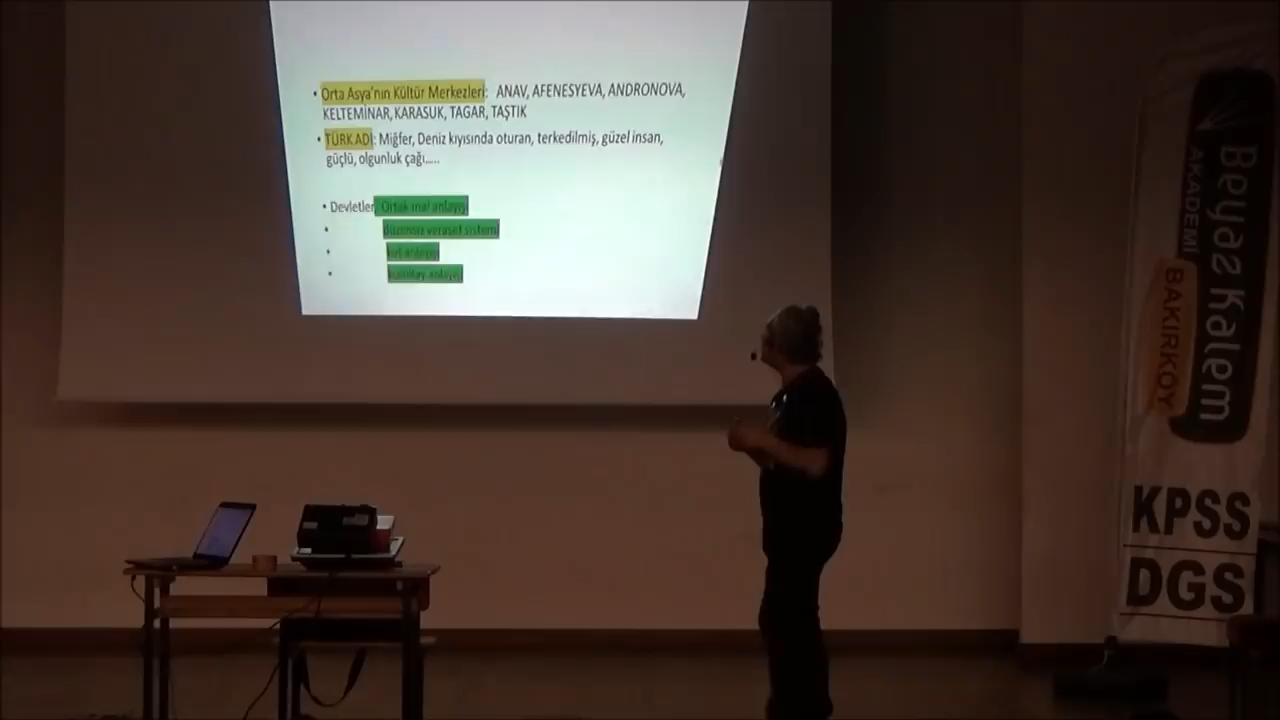 • Orta Asya'nın Kültür Merkezleri: ANAV, AFENESYEVA, ANDRONOVA,
KELTEMİNAR, KARASUK, TAGAR, TAŞTIK
• TÜRK ADI: Miğfer, Deniz kıyısında oturan, terkedilmiş, güzel insan,
güçlü, olgunluk çağı.....
• Devletler Ortak mal anlayışı
• düzensiz veraset sistemi
• anlayışı
• kurultay anlayışı
Beyaz Kalem
AKADEMİ
BAKIRKÖY
KPSS
DGS